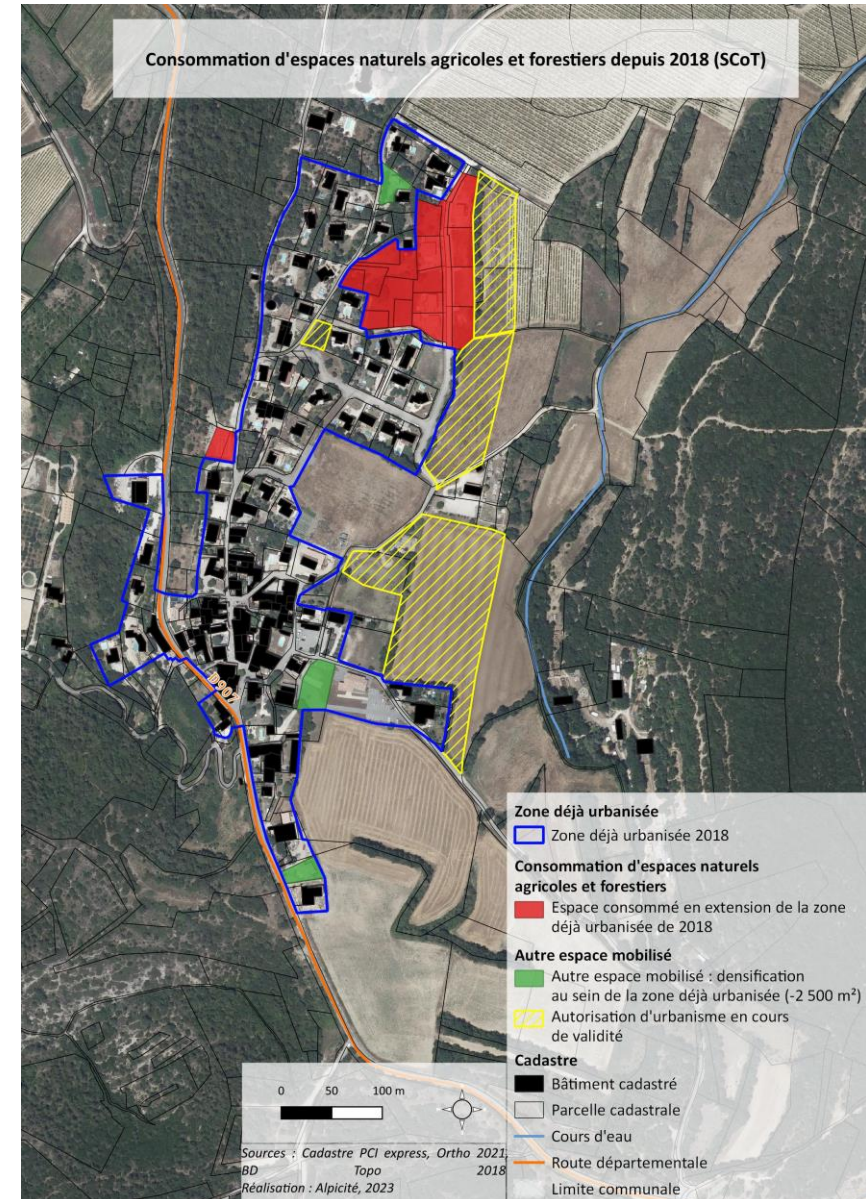 Consommation d'espaces naturels agricoles et forestiers depuis 2018 (SCoT)
D907
Zone déjà urbanisée
Zone déjà urbanisée 2018
Consommation d'espaces naturels
agricoles et forestiers
Espace consommé en extension de la zone
déjà urbanisée de 2018
Autre espace mobilisé
Autre espace mobilisé : densification
au sein de la zone déjà urbanisée (-2 500 m²)
Autorisation d'urbanisme en cours
de validité
Cadastre
Bâtiment cadastré
Parcelle cadastrale
Cours d'eau
Route départementale
Limite communale
0 50 100 m
Sources : Cadastre PCI express, Ortho 2021,
BD Topo 2018
Réalisation : Alpicité, 2023